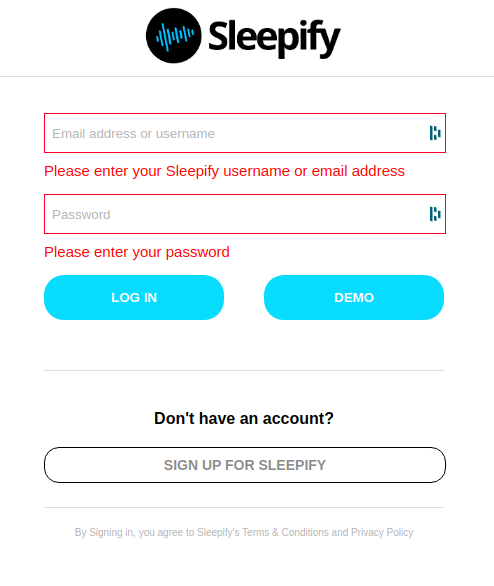 Sleepify
Email address or username
Please enter your Sleepify username or email address
Password
Please enter your password
LOG IN
DEMO
Don't have an account?
SIGN UP FOR SLEEPIFY
By Signing in, you agree to Sleepify's Terms & Conditions and Privacy Policy